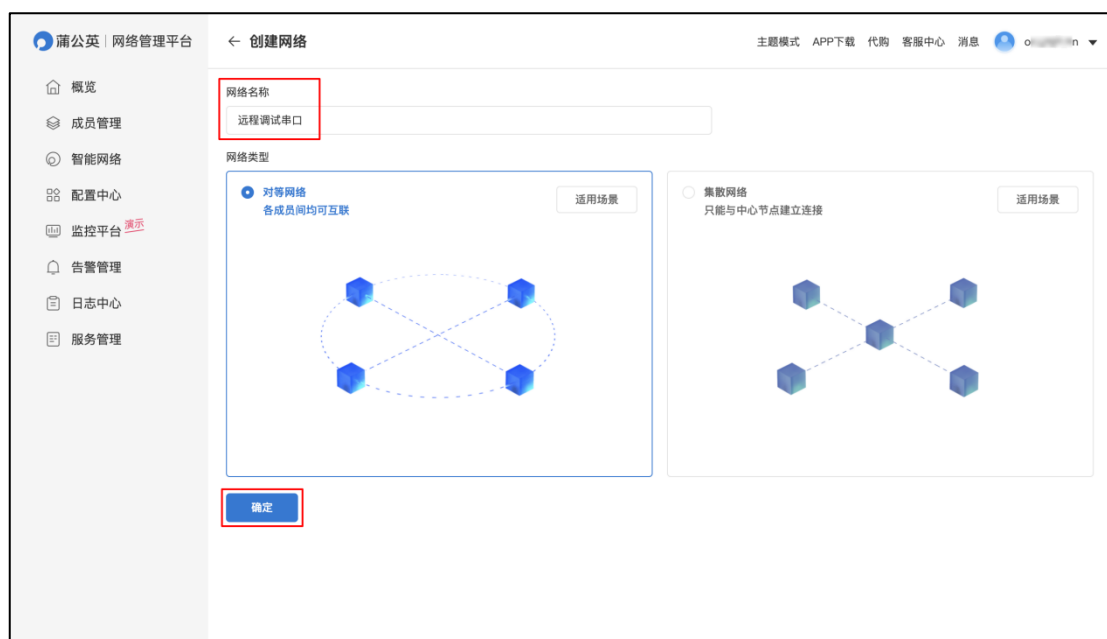 蒲公英 | 网络管理平台
← 创建网络
主题模式 APP下载 代购 客服中心 消息
概览
成员管理
智能网络
配置中心
监控平台 演示
告警管理
日志中心
服务管理
网络名称
远程调试串口
网络类型
对等网络
各成员间均可互联
适用场景
集散网络
只能与中心节点建立连接
适用场景
确定